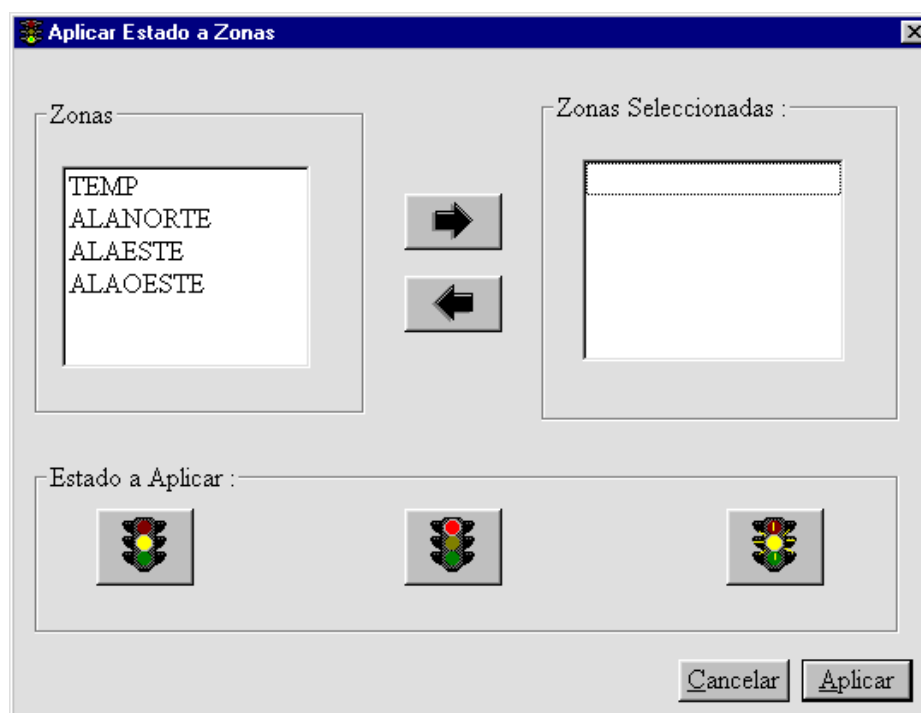 Aplicar Estado a Zonas
Zonas
TEMP
ALANORTE
ALAESTE
ALAOESTE
Zonas Seleccionadas :
Estado a Aplicar :
Cancelar
Aplicar